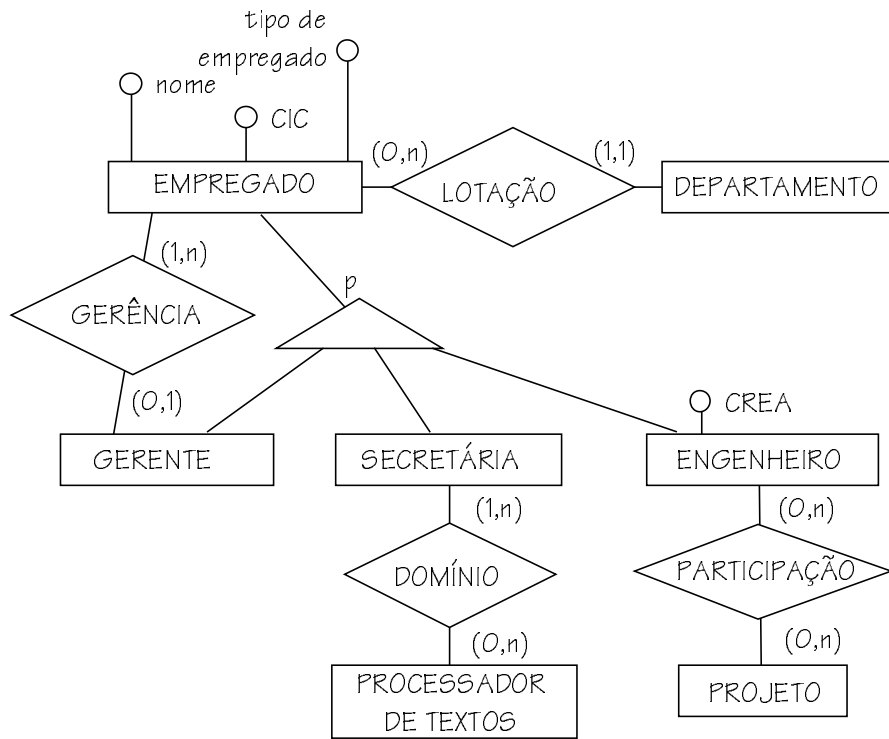 tipo de
empregado
nome
CIC
(0,n)
(1,1)
EMPREGADO
LOTAÇÃO
DEPARTAMENTO
(1,n)
p
GERÊNCIA
(0,1)
CREA
GERENTE
SECRETÁRIA
ENGENHEIRO
(1,n)
(0,n)
DOMÍNIO
PARTICIPAÇÃO
(0,n)
(0,n)
PROCESSADOR
DE TEXTOS
PROJETO